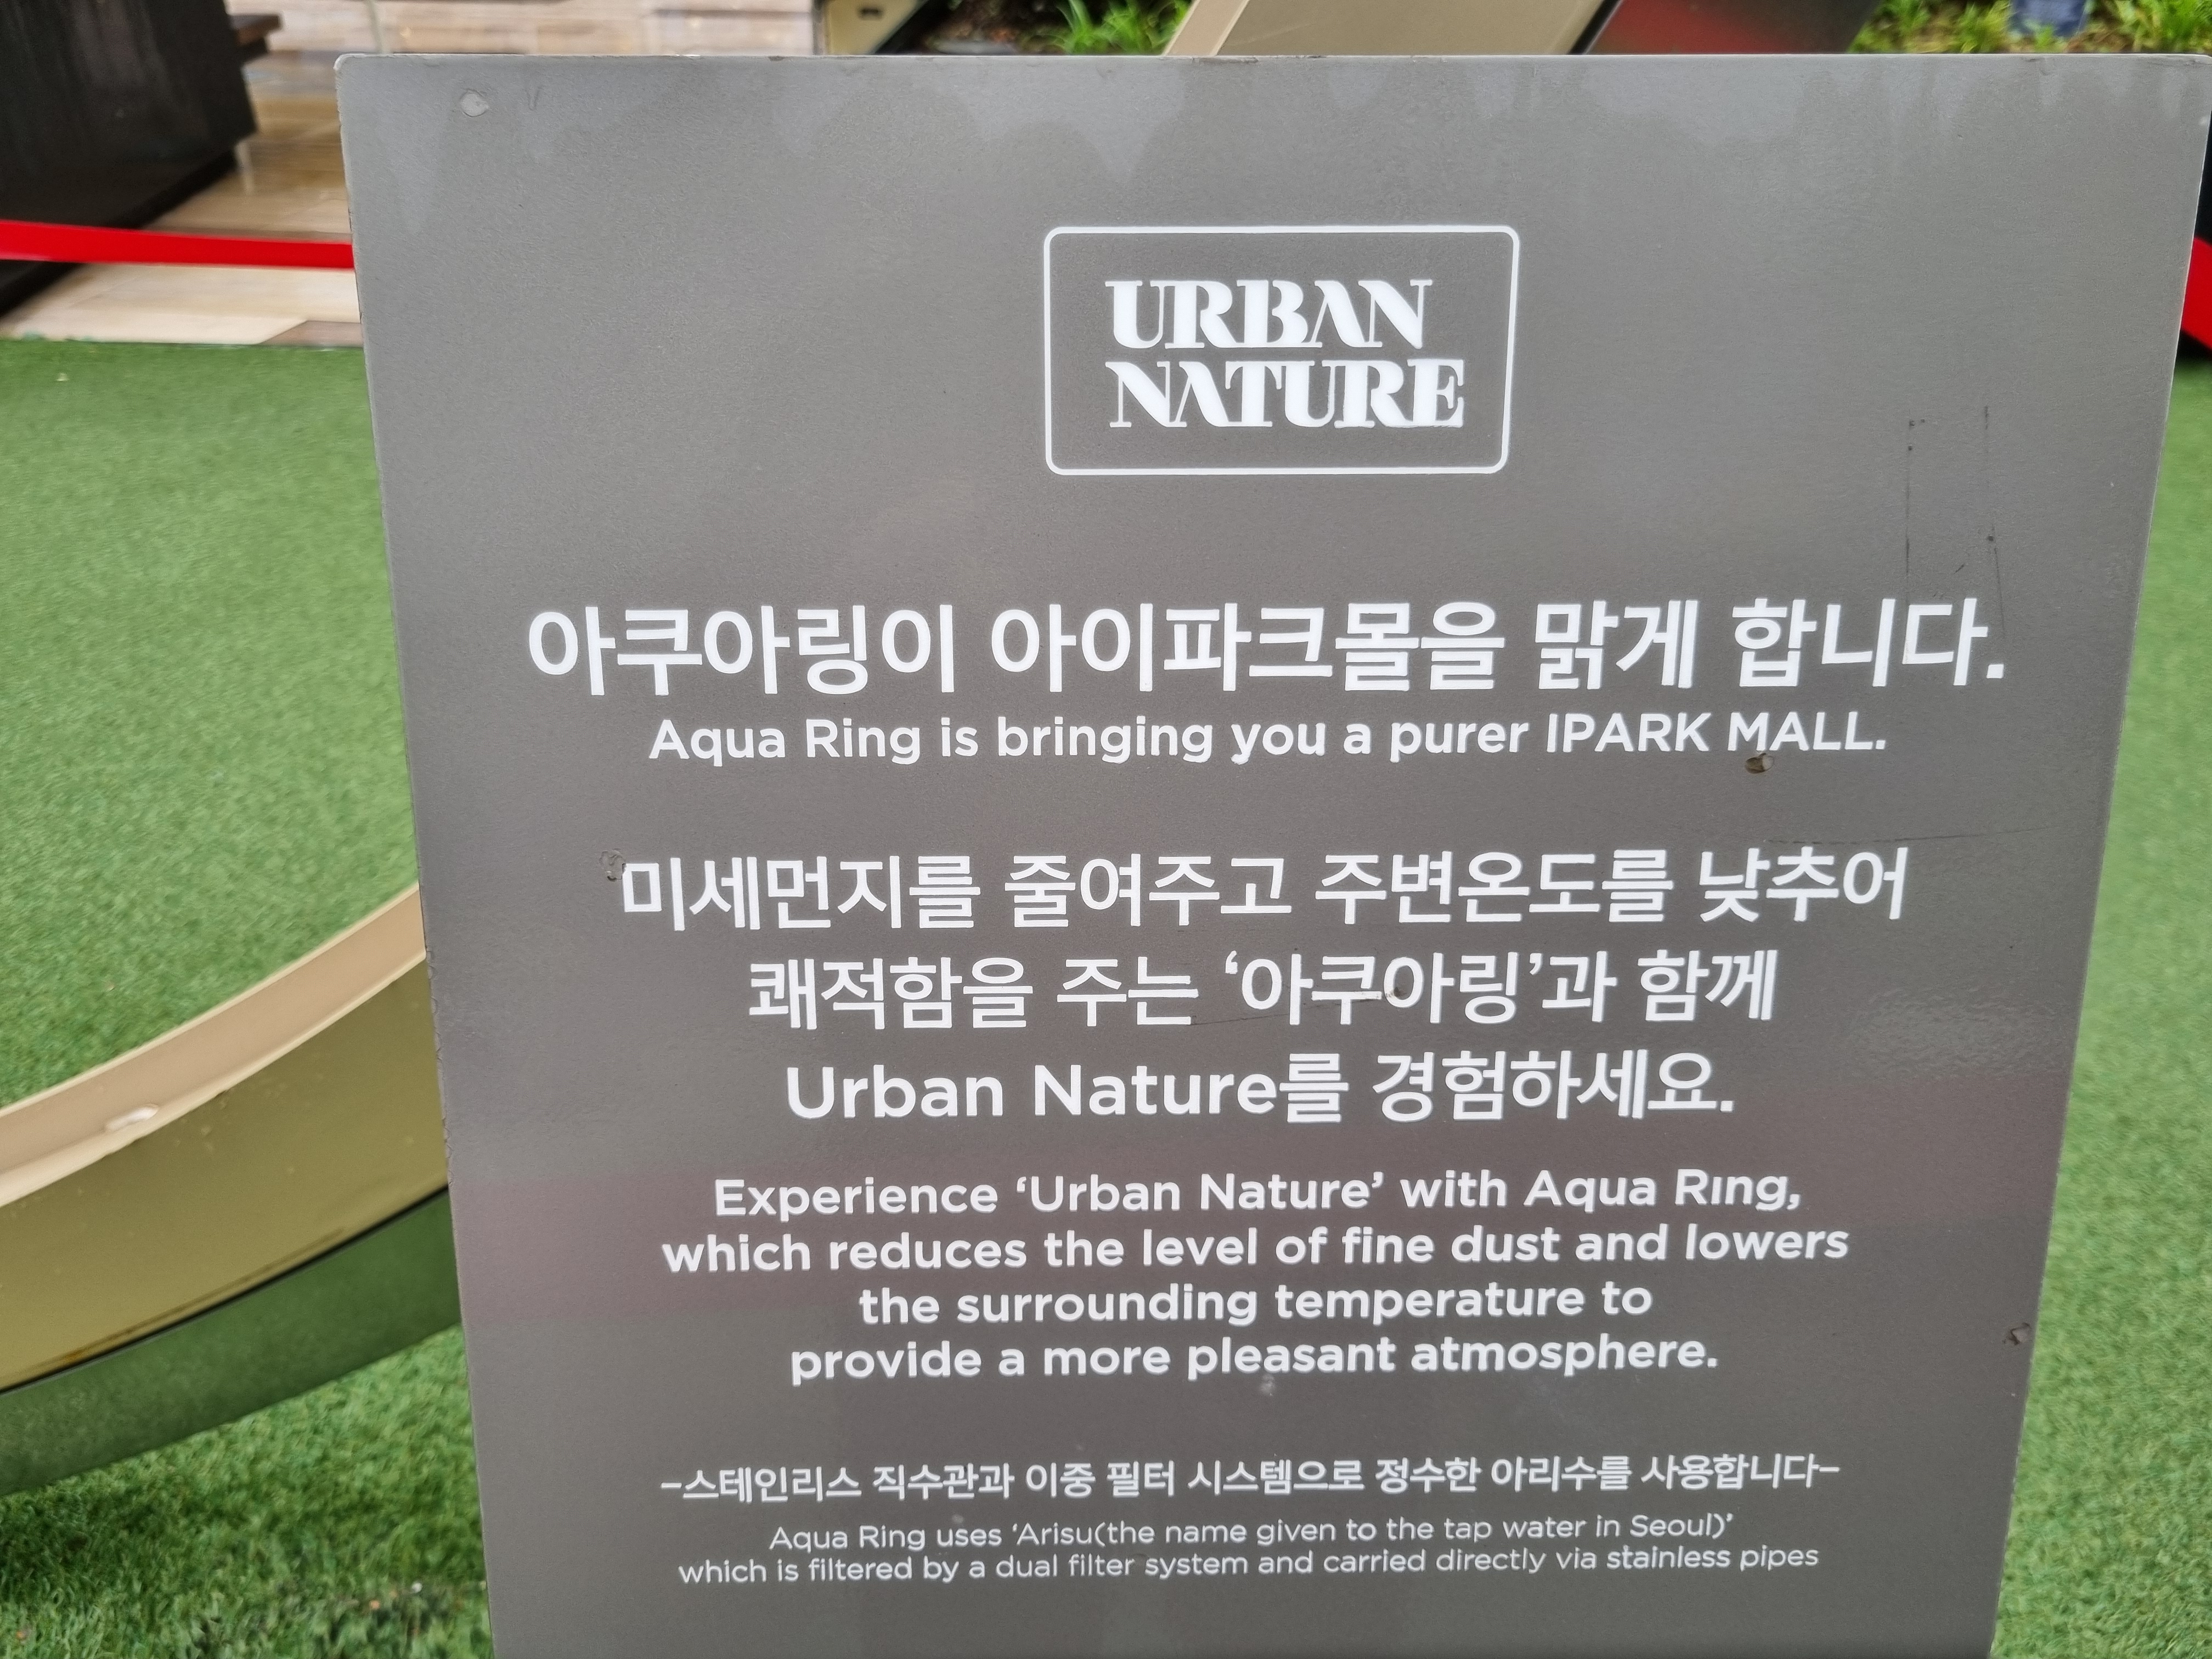 URBAN
NATURE
아쿠아링이 아이파크몰을 맑게 합니다.
Aqua Ring is bringing you a purer IPARK MALL.
미세먼지를 줄여주고 주변온도를 낮추어
쾌적함을 주는 ‘아쿠아링’과 함께
Urban Nature를 경험하세요.
Experience ‘Urban Nature’ with Aqua Rıng,
which reduces the level of fine dust and lowers
the surrounding temperature to
provide a more pleasant atmosphere.
–스테인리스 직수관과 이중 필터 시스템으로 정수한 아리수를 사용합니다–
Aqua Ring uses ‘Arisu(the name given to the tap water in Seoul)’
which is filtered by a dual filter system and carried directly via stainless pipes